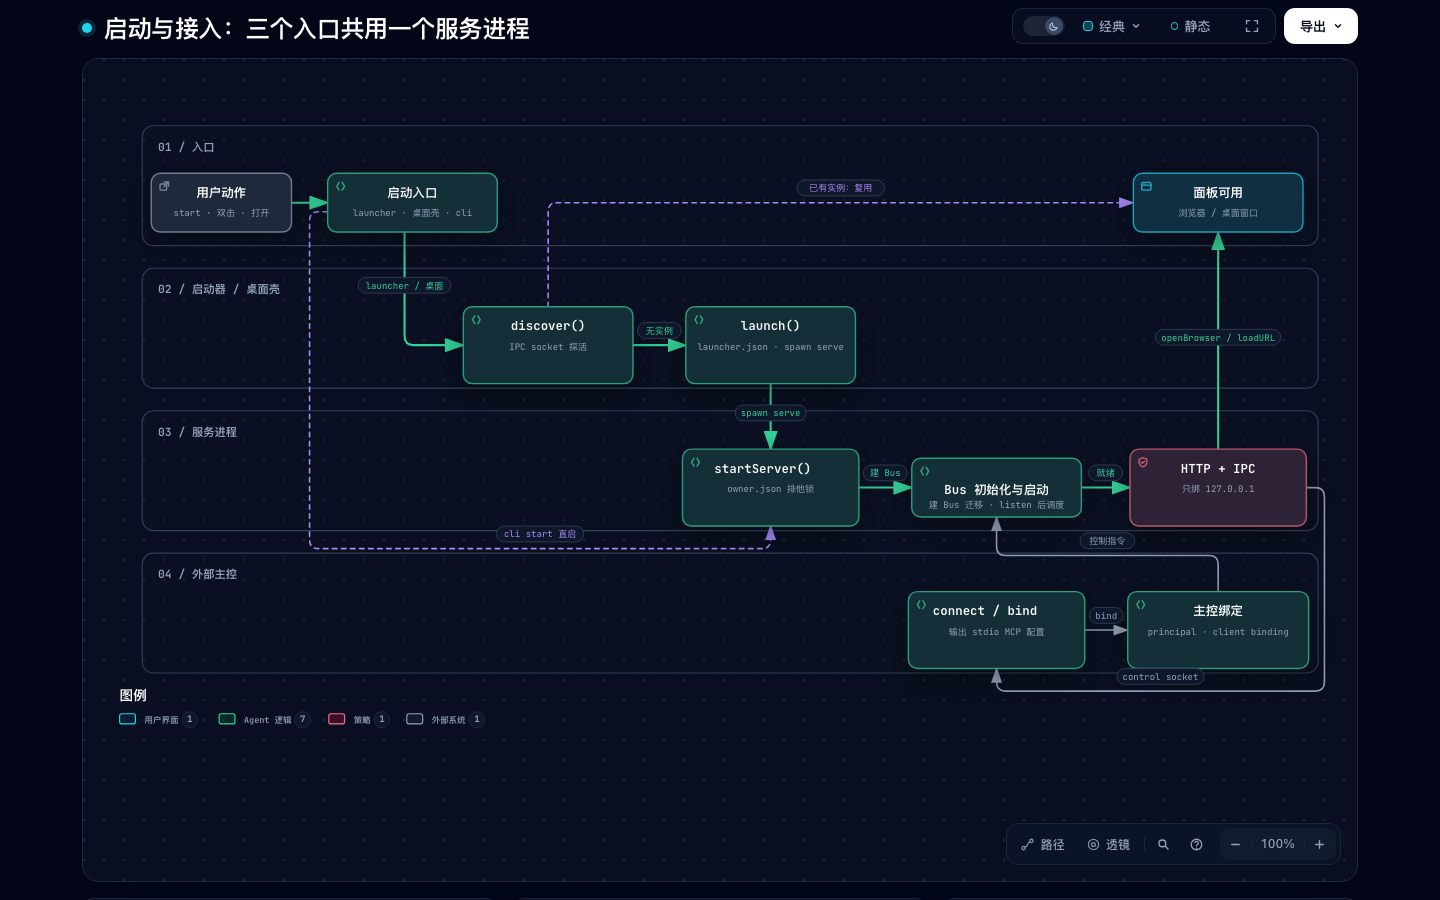 启动与接入：三个入口共用一个服务进程
经典
静态
导出
01 / 入口
用户动作
start · 双击 · 打开
启动入口
launcher · 桌面壳 · cli
已有实例：复用
面板可用
浏览器 / 桌面窗口
02 / 启动器 / 桌面壳
launcher / 桌面
discover()
IPC socket 探活
无实例
launch()
launcher.json · spawn serve
openBrowser / loadURL
03 / 服务进程
spawn serve
startServer()
owner.json 排他锁
建 Bus
Bus 初始化与启动
建 Bus 迁移 · listen 后调度
就绪
HTTP + IPC
只绑 127.0.0.1
cli start 直启
控制指令
04 / 外部主控
connect / bind
输出 stdio MCP 配置
bind
主控绑定
principal · client binding
control socket
图例
用户界面 1
Agent 逻辑 7
策略 1
外部系统 1
路径
透镜
100%